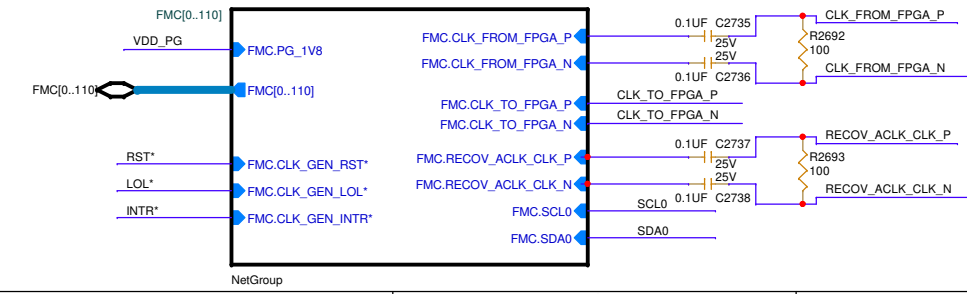 FMC[0..110]
VDD_PG
FMC.PG_1V8
FMC[0..110]
FMC[0..110]
RST*
FMC.CLK_GEN_RST*
LOL*
FMC.CLK_GEN_LOL*
INTR*
FMC.CLK_GEN_INTR*
NetGroup
FMC.CLK_FROM_FPGA_P
FMC.CLK_FROM_FPGA_N
FMC.CLK_TO_FPGA_P
FMC.CLK_TO_FPGA_N
FMC.RECOV_ACLK_CLK_P
FMC.RECOV_ACLK_CLK_N
FMC.SCL0
FMC.SDA0
0.1UF C2735
25V
25V
0.1UF C2736
CLK_FROM_FPGA_P
R2692
100
CLK_FROM_FPGA_N
CLK_TO_FPGA_P
CLK_TO_FPGA_N
0.1UF C2737
25V
25V
0.1UF C2738
RECOV_ACLK_CLK_P
R2693
100
RECOV_ACLK_CLK_N
SCL0
SDA0